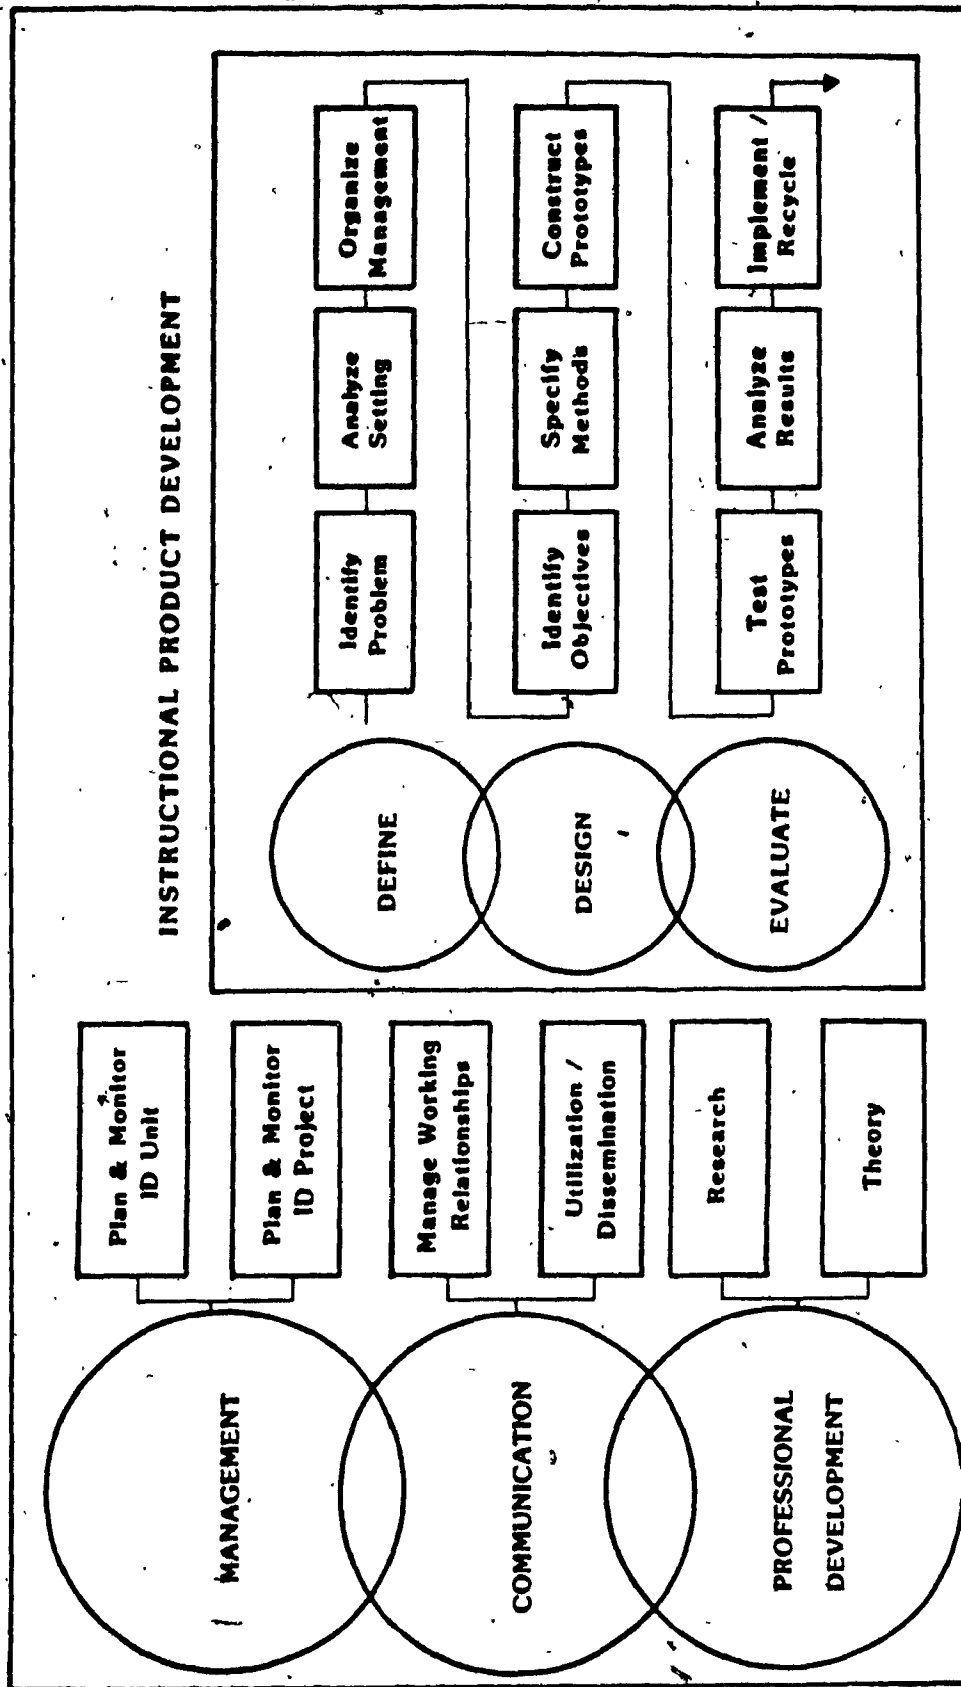 INSTRUCTIONAL PRODUCT DEVELOPMENT
MANAGEMENT
Plan & Monitor
ID Unit
Plan & Monitor
ID Project
COMMUNICATION
Manage Working
Relationships
Utilization /
Dissemination
PROFESSIONAL
DEVELOPMENT
Research
Theory
DEFINE
Identify
Problem
Analyze
Setting
Organize
Management
DESIGN
Identify
Objectives
Specify
Methods
Construct
Prototypes
EVALUATE
Test
Prototypes
Analyze
Results
Implement /
Recycle